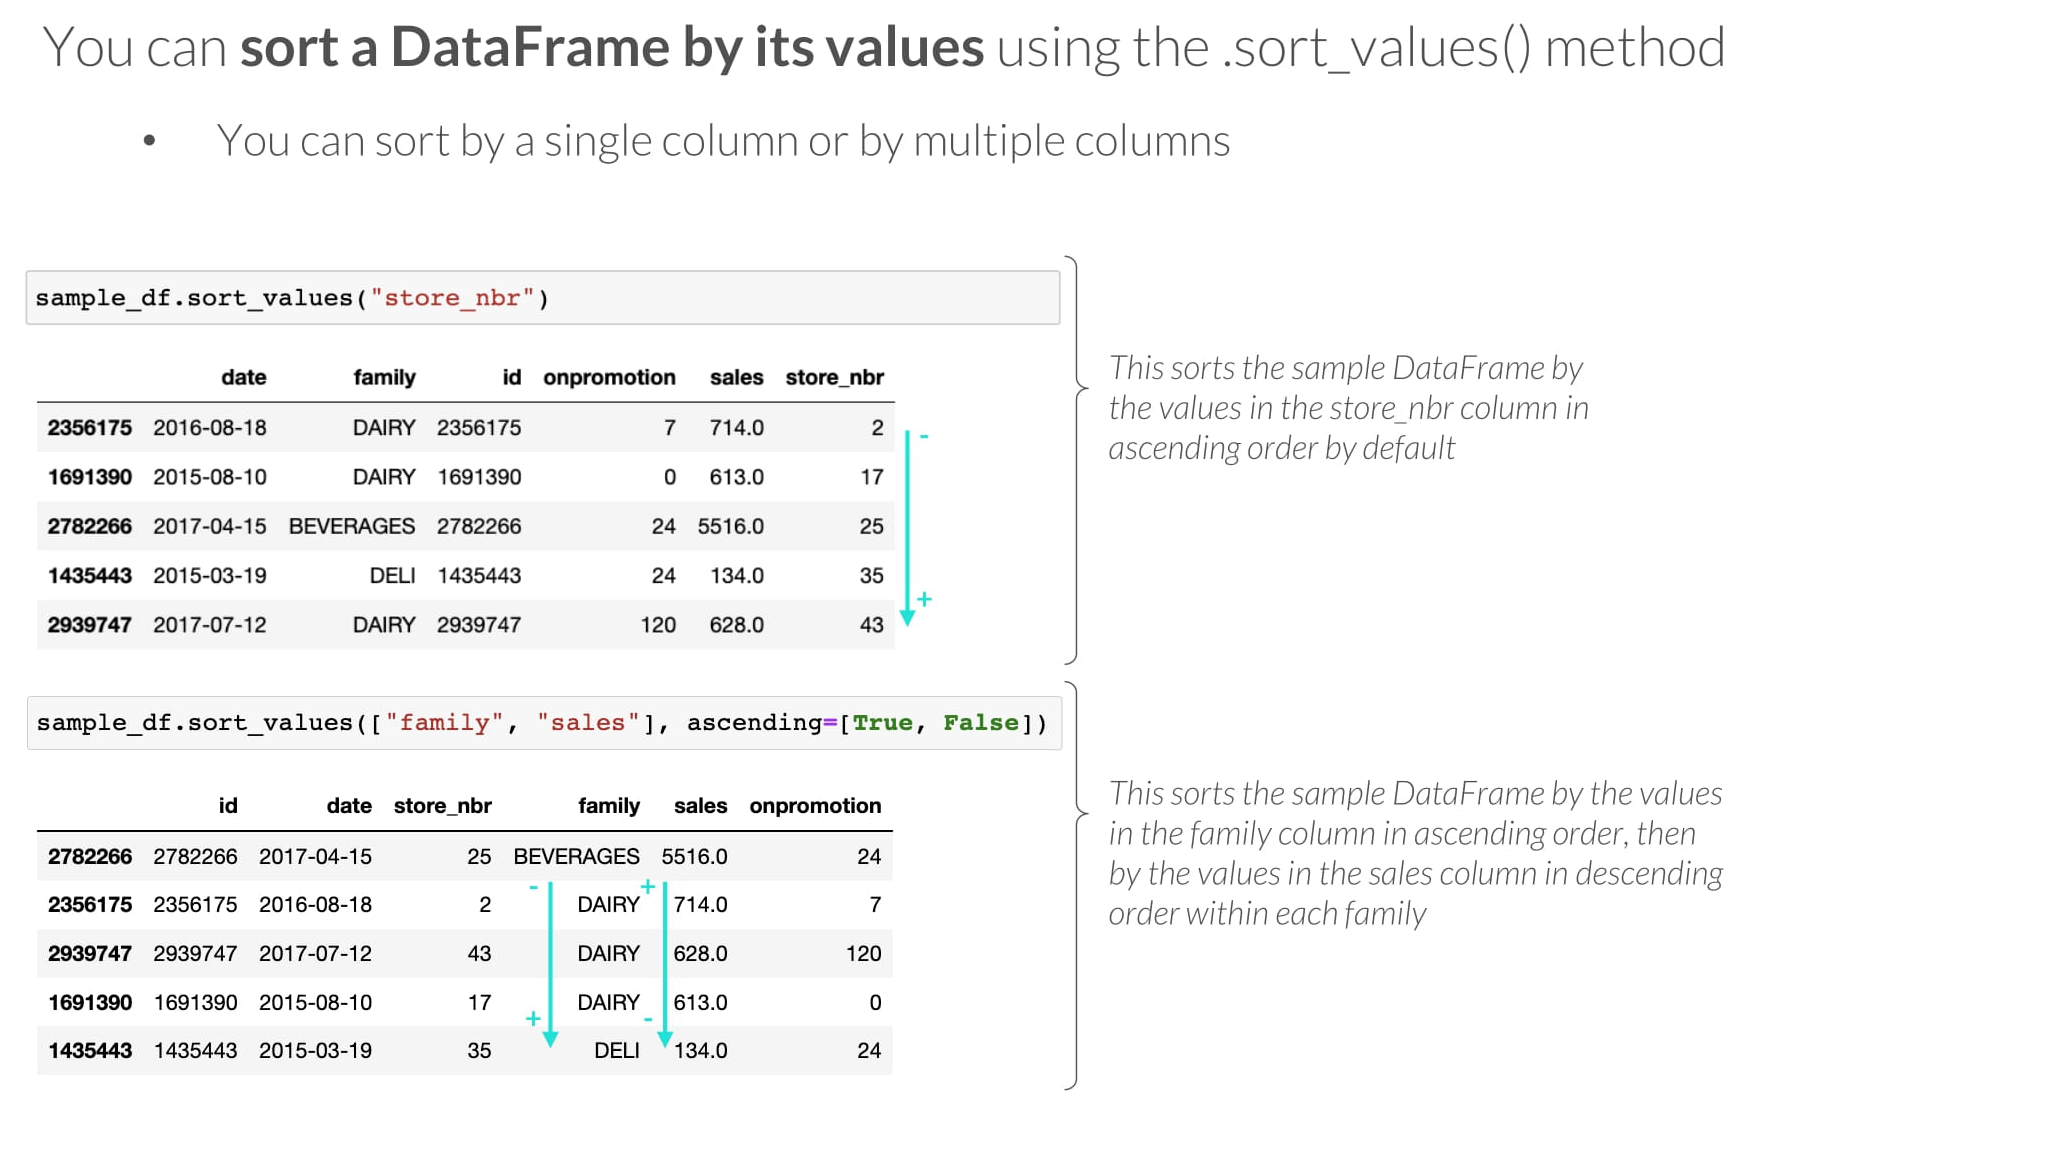 You can sort a DataFrame by its values using the .sort_values() method
• You can sort by a single column or by multiple columns
sample_df.sort_values("store_nbr")
date family id onpromotion sales store_nbr
2356175 2016-08-18 DAIRY 2356175 7 714.0 2
-
1691390 2015-08-10 DAIRY 1691390 0 613.0 17
2782266 2017-04-15 BEVERAGES 2782266 24 5516.0 25
1435443 2015-03-19 DELI 1435443 24 134.0 35
+
2939747 2017-07-12 DAIRY 2939747 120 628.0 43
This sorts the sample DataFrame by
the values in the store_nbr column in
ascending order by default
sample_df.sort_values(["family", "sales"], ascending=[True, False])
id date store_nbr family sales onpromotion
2782266 2782266 2017-04-15 25 BEVERAGES 5516.0 24
- +
2356175 2356175 2016-08-18 2 DAIRY 714.0 7
2939747 2939747 2017-07-12 43 DAIRY 628.0 120
1691390 1691390 2015-08-10 17 DAIRY 613.0 0
+ -
1435443 1435443 2015-03-19 35 DELI 134.0 24
This sorts the sample DataFrame by the values
in the family column in ascending order, then
by the values in the sales column in descending
order within each family